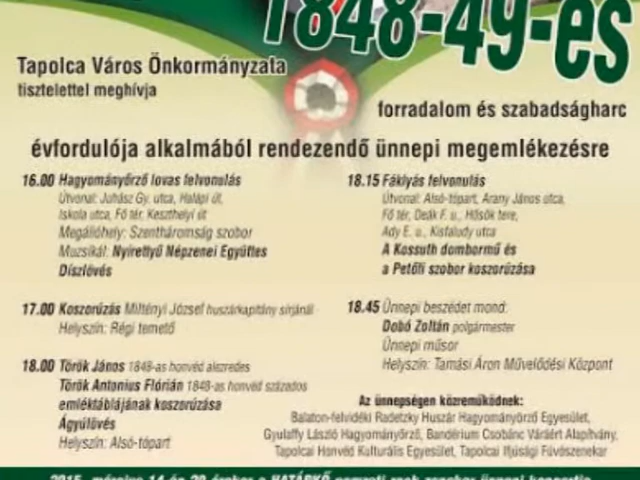 1848-49-es
Tapolca Város Önkormányzata
tisztelettel meghívja
forradalom és szabadságharc
évfordulója alkalmából rendezendő ünnepi megemlékezésre
16.00 Hagyományőrző lovas felvonulás
Útvonal: Juhász Gy. utca, Halápi út,
Iskola utca, Fő tér, Keszthelyi út
Megállóhely: Szentháromság szobor
Muzsikál: Nyirettyű Népzenei Együttes
Díszlövés
17.00 Koszorúzás Miltényi József huszárkapitány sírjánál
Helyszín: Régi temető
18.00 Török János 1848-as honvéd alezredes
Török Antonius Flórián 1848-as honvéd százados
emléktáblájának koszorúzása
Ágyúlövés
Helyszín: Alsó-tópart
18.15 Fáklyás felvonulás
Útvonal: Alsó-tópart, Arany János utca,
Fő tér, Deák F. u., Hősök tere,
Ady E. u., Kisfaludy utca
A Kossuth dombormű és
a Petőfi szobor koszorúzása
18.45 Ünnepi beszédet mond:
Dobó Zoltán polgármester
Ünnepi műsor
Helyszín: Tamási Áron Művelődési Központ
Az ünnepségen közreműködnek:
Balaton-felvidéki Radetzky Huszár Hagyományőrző Egyesület,
Gyulaffy László Hagyományőrző, Bandérium Csobánc Váráért Alapítvány,
Tapolcai Honvéd Kulturális Egyesület, Tapolcai Ifjúsági Fúvószenekar